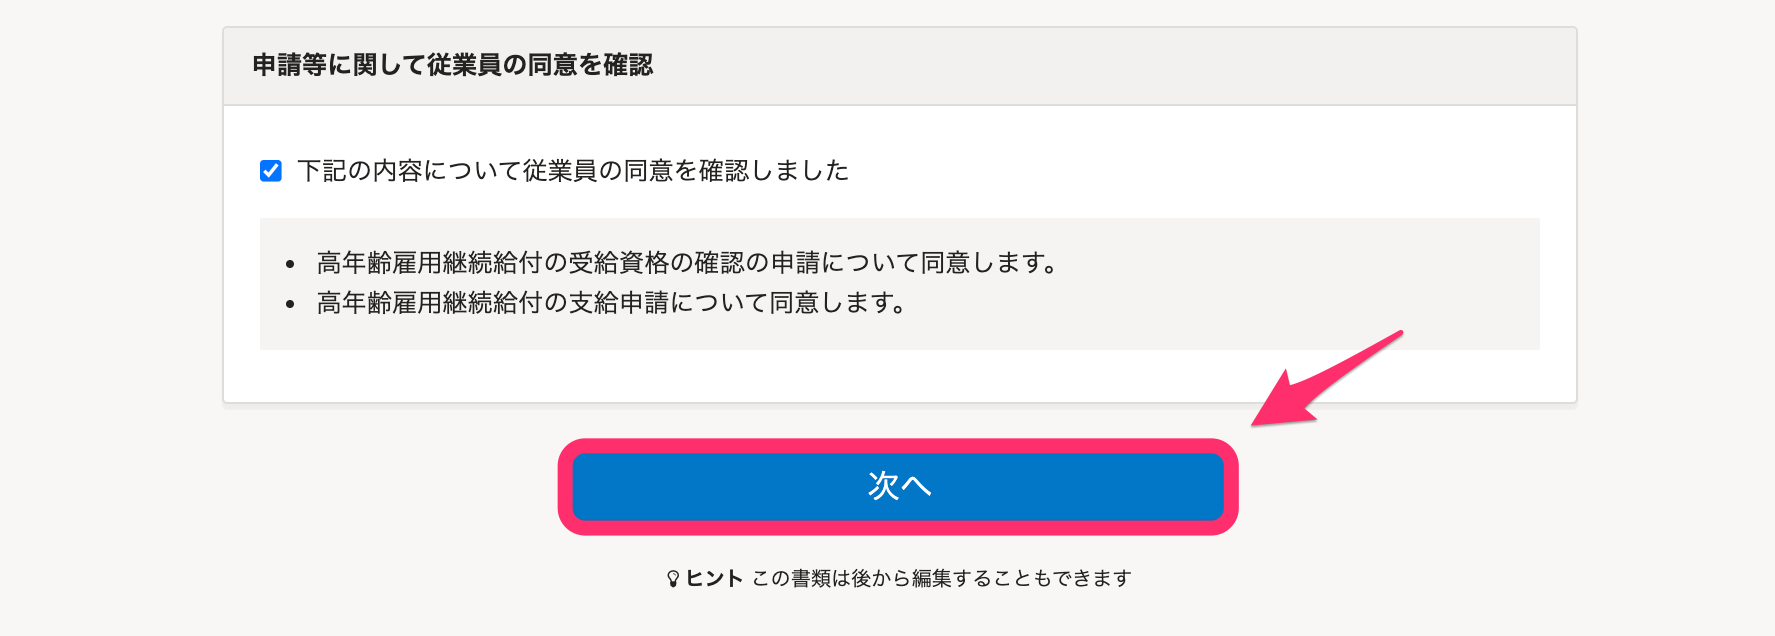 申請等に関して従業員の同意を確認
下記の内容について従業員の同意を確認しました
• 高年齢雇用継続給付の受給資格の確認の申請について同意します。
• 高年齢雇用継続給付の支給申請について同意します。
次へ
ヒント この書類は後から編集することもできます